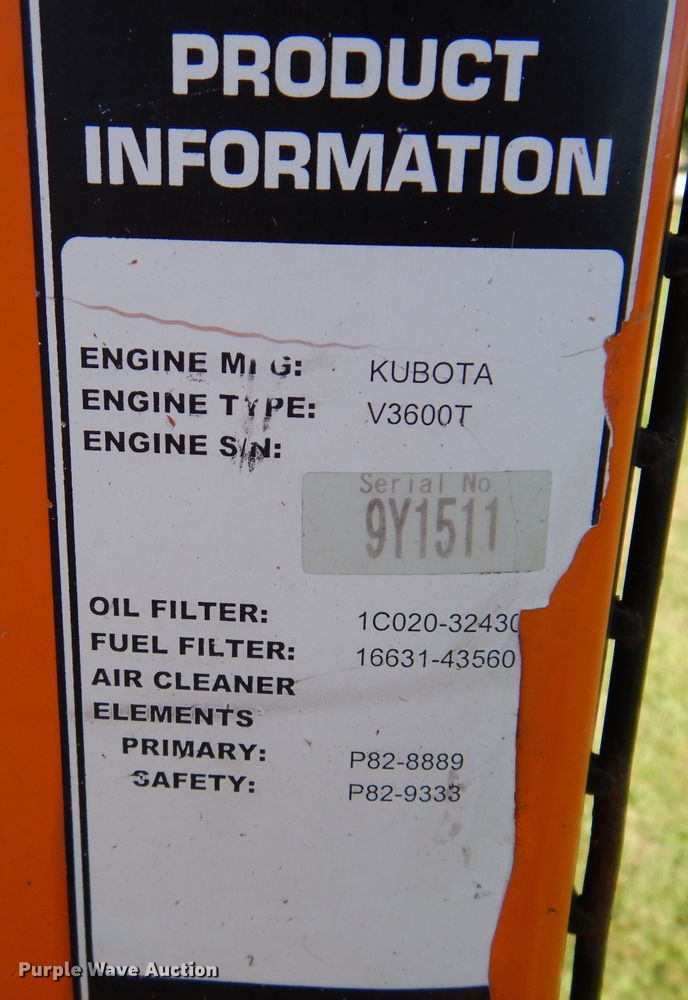 PRODUCT
INFORMATION
ENGINE MFG: KUBOTA
ENGINE TYPE: V3600T
ENGINE S/N:
Serial No.
9Y1511
OIL FILTER: 1C020-32430
FUEL FILTER: 16631-43560
AIR CLEANER
ELEMENTS
PRIMARY: P82-8889
SAFETY: P82-9333
Purple Wave Auction